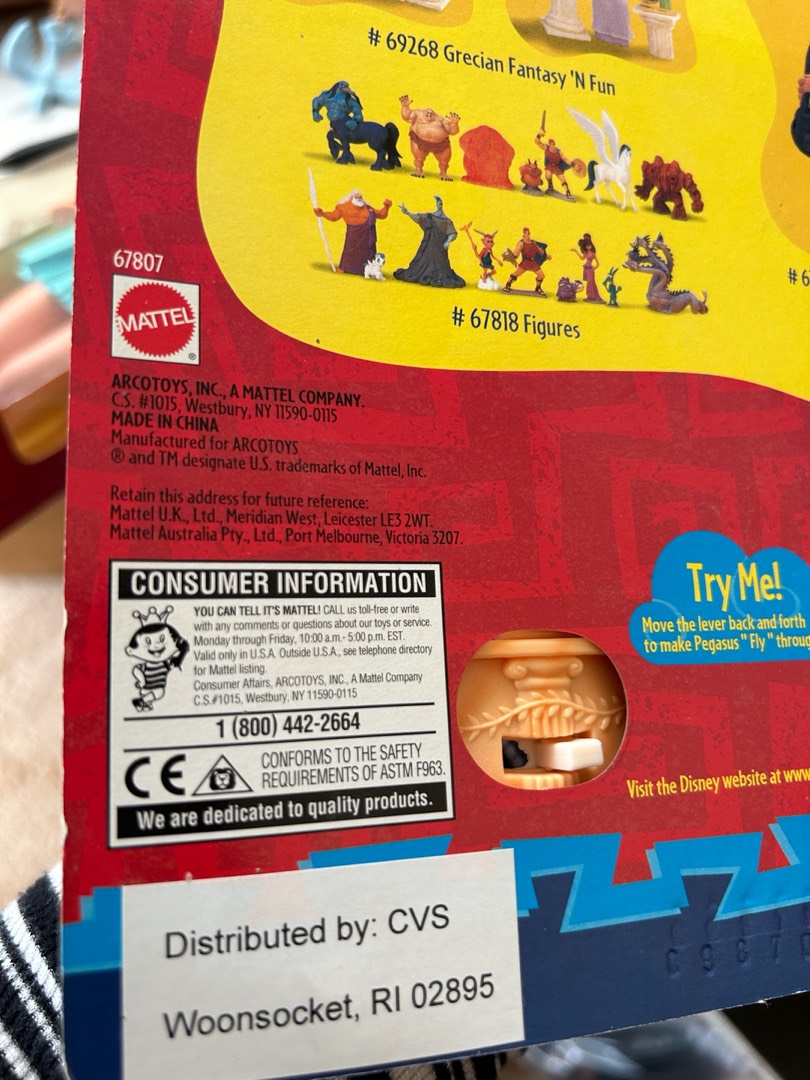 # 69268 Grecian Fantasy 'N Fun
# 67818 Figures
# 6
67807
MATTEL
®
ARCOTOYS, INC., A MATTEL COMPANY.
C.S. #1015, Westbury, NY 11590-0115
MADE IN CHINA
Manufactured for ARCOTOYS
® and TM designate U.S. trademarks of Mattel, Inc.
Retain this address for future reference:
Mattel U.K., Ltd., Meridian West, Leicester LE3 2WT.
Mattel Australia Pty., Ltd., Port Melbourne, Victoria 3207.
CONSUMER INFORMATION
YOU CAN TELL IT'S MATTEL! CALL us toll-free or write
with any comments or questions about our toys or service.
Monday through Friday, 10:00 a.m.- 5:00 p.m. EST.
Valid only in U.S.A. Outside U.S.A., see telephone directory
for Mattel listing.
Consumer Affairs, ARCOTOYS, INC., A Mattel Company
C.S.#1015, Westbury, NY 11590-0115
1 (800) 442-2664
CE
CONFORMS TO THE SAFETY
REQUIREMENTS OF ASTM F963.
We are dedicated to quality products.
Try Me!
Move the lever back and forth
to make Pegasus "Fly" throug
Visit the Disney website at www
Distributed by: CVS
Woonsocket, RI 02895